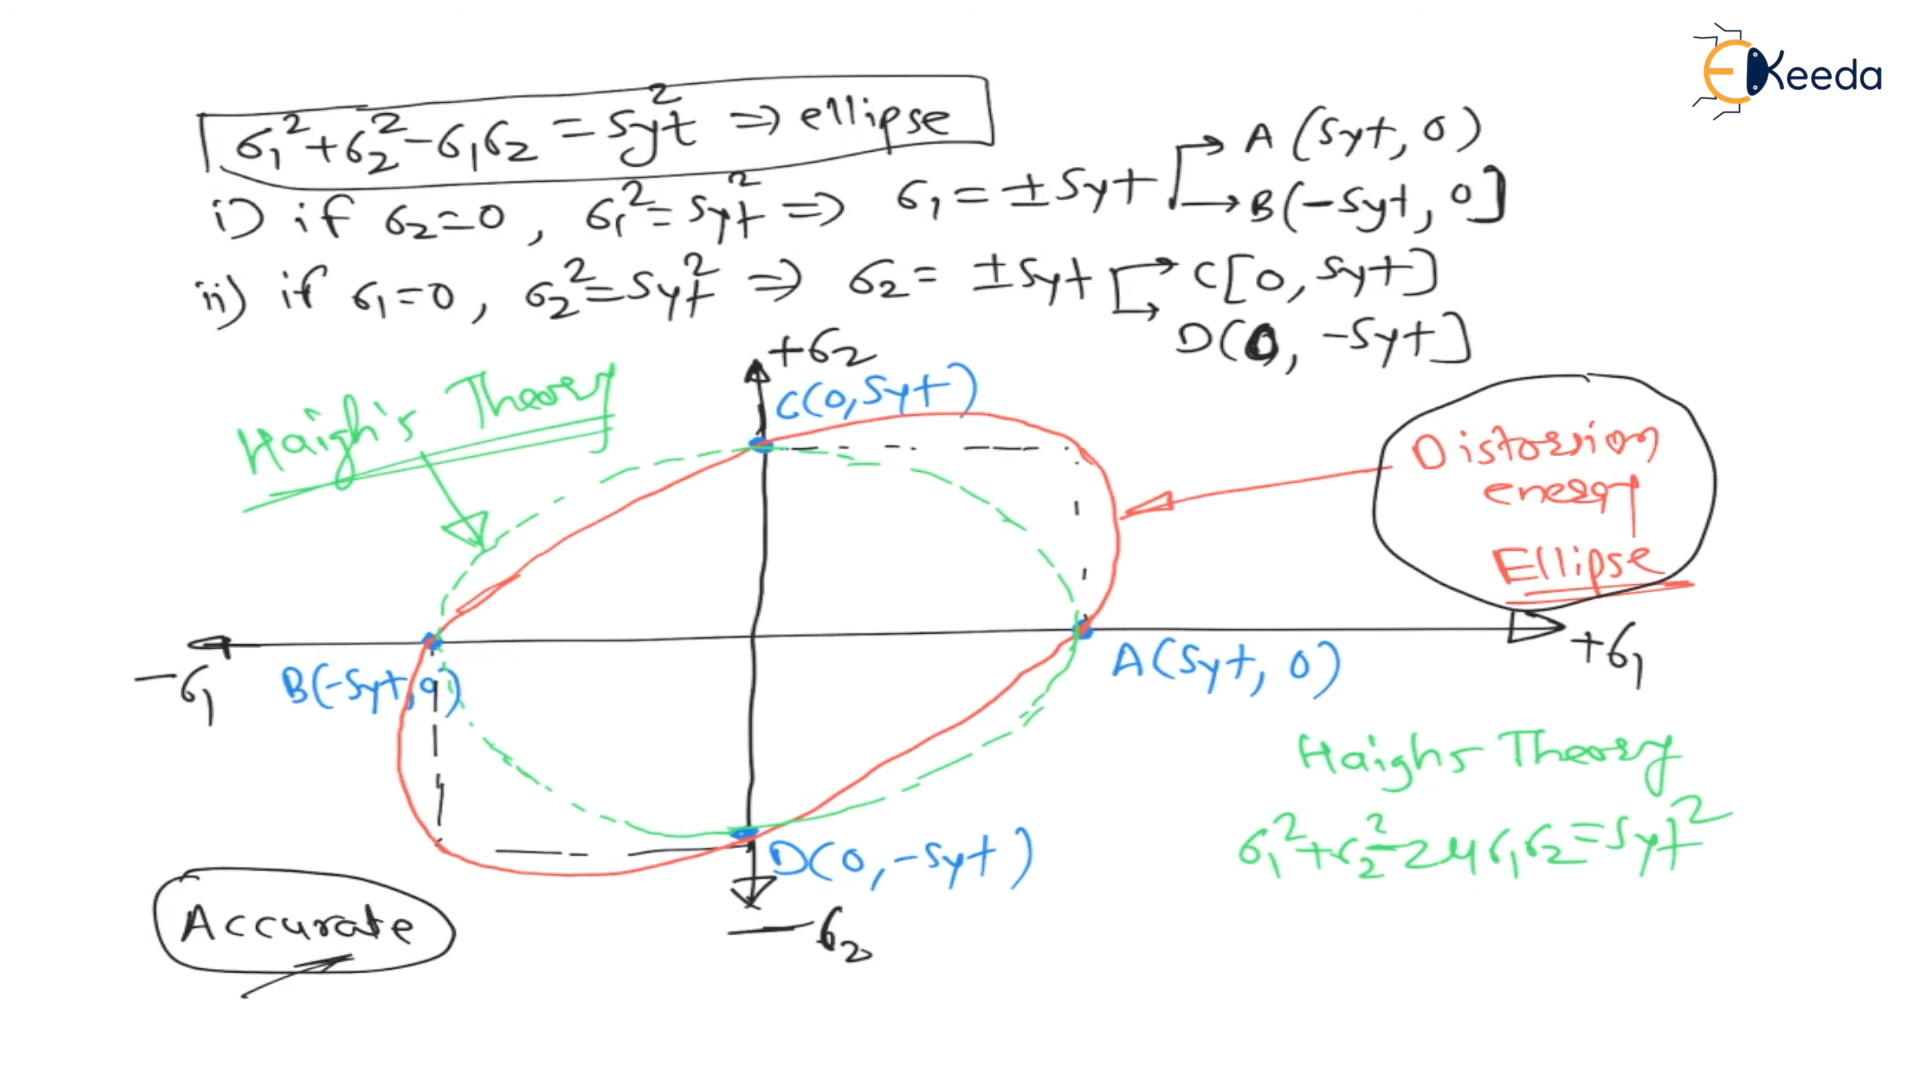 EKeeda
σ₁²+σ₂²-σ₁σ₂ = Syt² ⇒ ellipse
i) if σ₂=0, σ₁²=Syt² ⇒ σ₁ = ±Syt → A (Syt, 0)
→ B(-Syt, 0]
ii) if σ₁=0, σ₂²=Syt² ⇒ σ₂ = ±Syt → C[0, Syt]
→ D(0, -Syt]
+σ₂
C(0,Syt)
Haigh's Theory
Distorsion
energy
Ellipse
+σ₁
-σ₁
B(-Syt,0)
A(Syt, 0)
Haighs Theory
σ₁²+σ₂²-2μσ₁σ₂=Syt²
D(0,-Syt)
Accurate
-σ₂